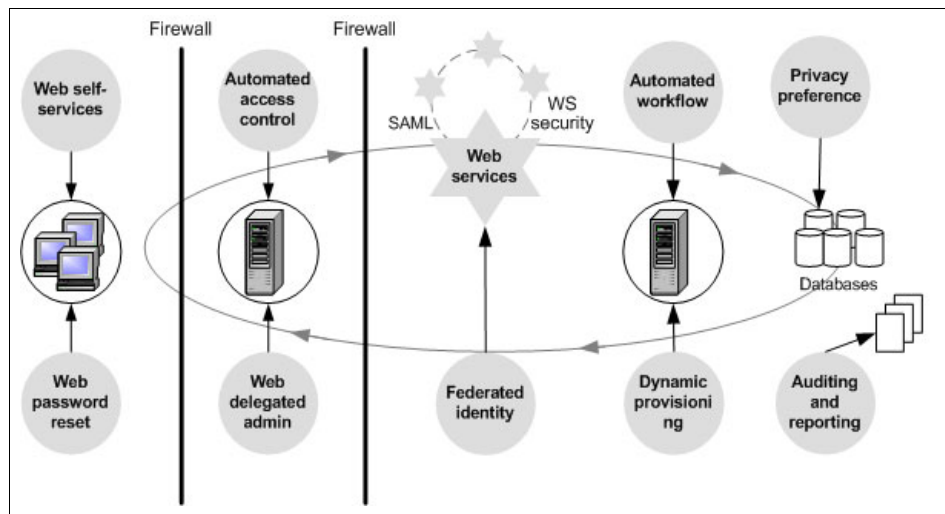 Firewall
Firewall
Web self-
services
Automated
access
control
SAML
WS
security
Web
services
Automated
workflow
Privacy
preference
Databases
Web
password
reset
Web
delegated
admin
Federated
identity
Dynamic
provisioni
ng
Auditing
and
reporting